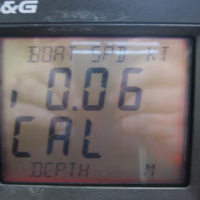 &G
BOAT SPD KT
0.06
CAL
DEPTH M